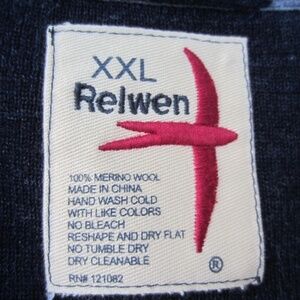 XXL
Relwen
100% MERINO WOOL
MADE IN CHINA
HAND WASH COLD
WITH LIKE COLORS
NO BLEACH
RESHAPE AND DRY FLAT
NO TUMBLE DRY
DRY CLEANABLE
RN# 121082
®